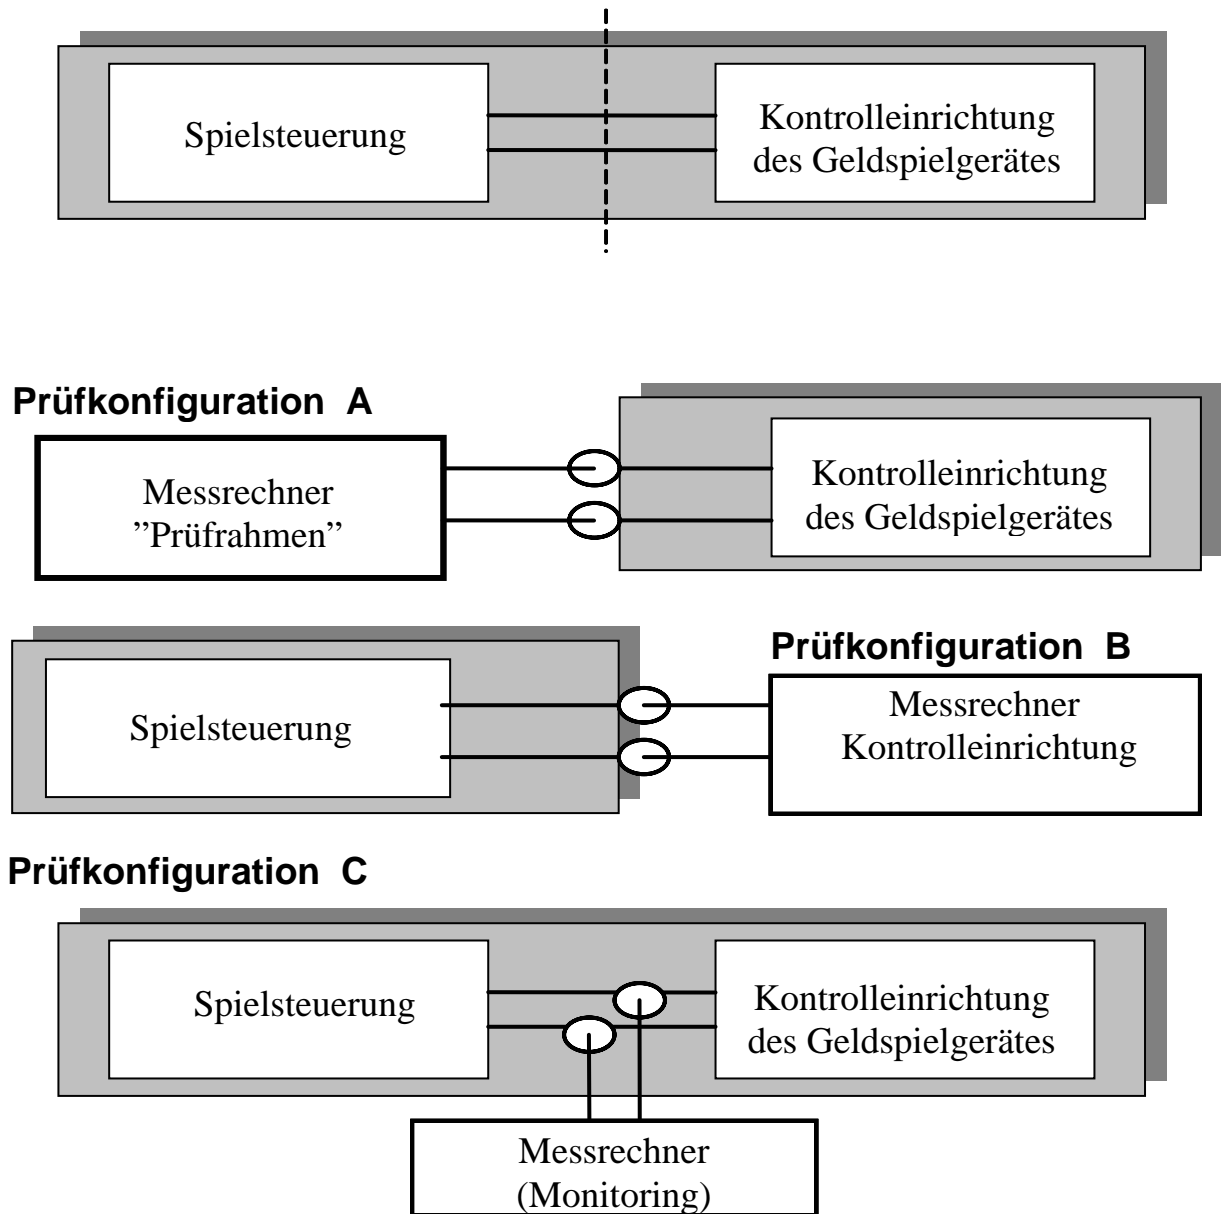 Spielsteuerung
Kontrolleinrichtung
des Geldspielgerätes
Prüfkonfiguration A
Messrechner
”Prüfrahmen”
Kontrolleinrichtung
des Geldspielgerätes
Spielsteuerung
Prüfkonfiguration B
Messrechner
Kontrolleinrichtung
Prüfkonfiguration C
Spielsteuerung
Kontrolleinrichtung
des Geldspielgerätes
Messrechner
(Monitoring)